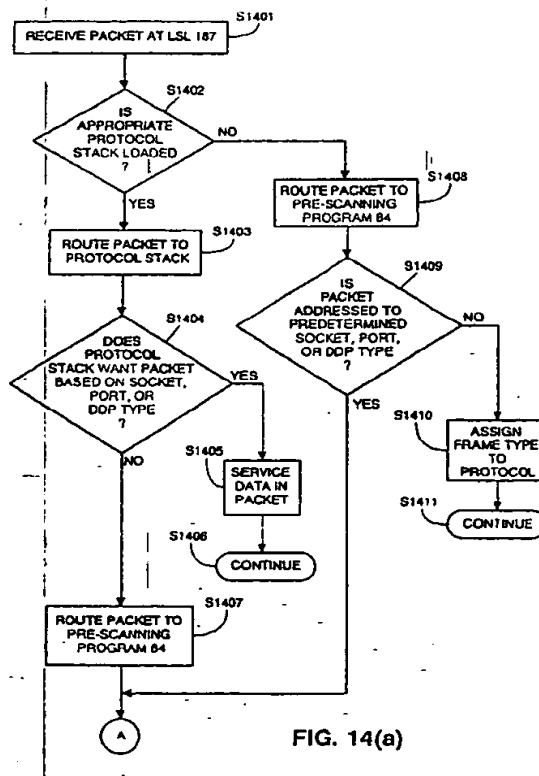 S1401
RECEIVE PACKET AT LSL 187
S1402
IS
APPROPRIATE
PROTOCOL
STACK LOADED
?
NO
YES
S1403
ROUTE PACKET TO
PROTOCOL STACK
S1408
ROUTE PACKET TO
PRE-SCANNING
PROGRAM 84
S1404
DOES
PROTOCOL
STACK WANT PACKET
BASED ON SOCKET,
PORT, OR
DDP TYPE
?
YES
NO
S1409
IS
PACKET
ADDRESSED TO
PREDETERMINED
SOCKET, PORT,
OR DDP TYPE
?
NO
YES
S1405
SERVICE
DATA IN
PACKET
S1406
CONTINUE
S1410
ASSIGN
FRAME TYPE
TO
PROTOCOL
S1411
CONTINUE
S1407
ROUTE PACKET TO
PRE-SCANNING
PROGRAM 84
A
FIG. 14(a)